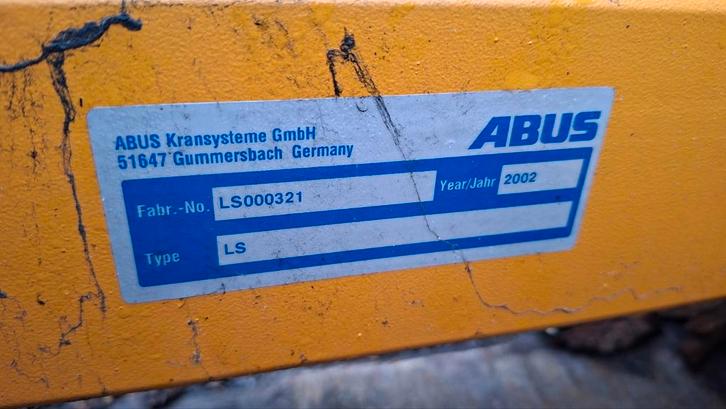 ABUS Kransysteme GmbH
51647 Gummersbach Germany
ABUS
Fabr.-No. LS000321 Year/Jahr 2002
Type LS